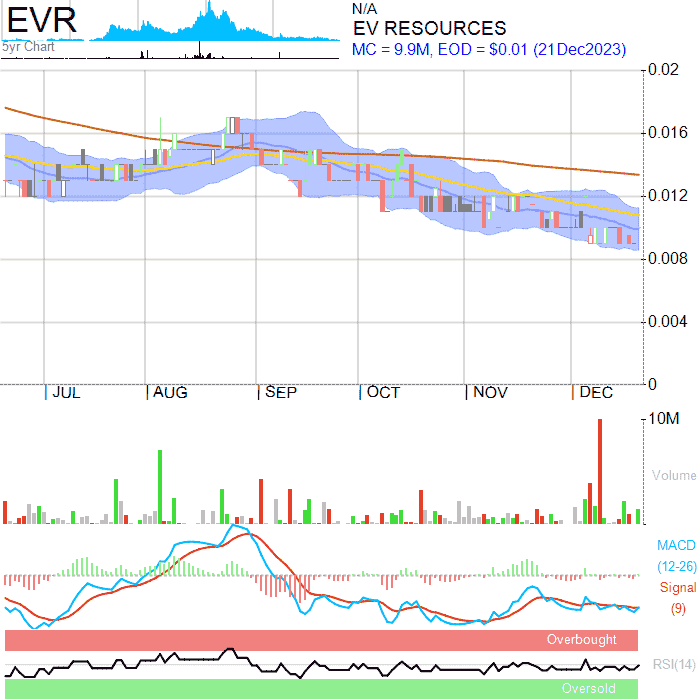 EVR
5yr Chart
N/A
EV RESOURCES
MC = 9.9M, EOD = $0.01 (21Dec2023)
0.02
0.016
0.012
0.008
0.004
0
JUL AUG SEP OCT NOV DEC
10M
Volume
MACD
(12-26)
Signal
(9)
Overbought
RSI(14)
Oversold